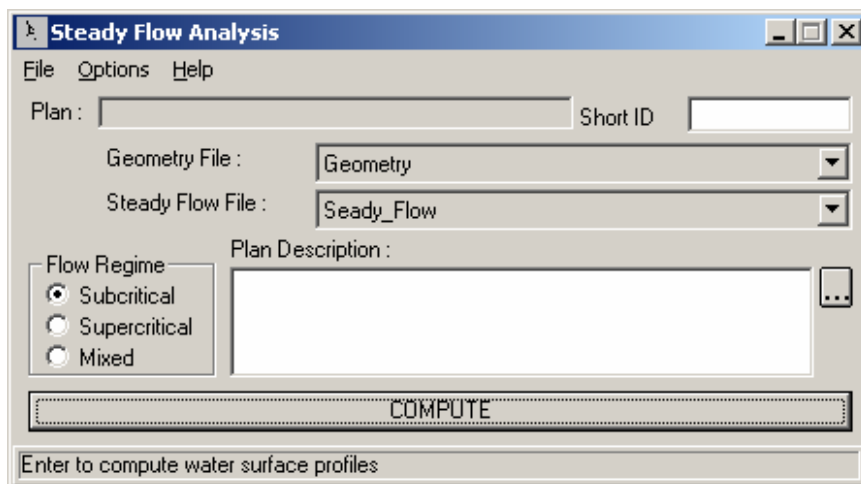 Steady Flow Analysis
File Options Help
Plan : Short ID
Geometry File : Geometry
Steady Flow File : Seady_Flow
Plan Description :
Flow Regime
Subcritical
Supercritical
Mixed
...
COMPUTE
Enter to compute water surface profiles